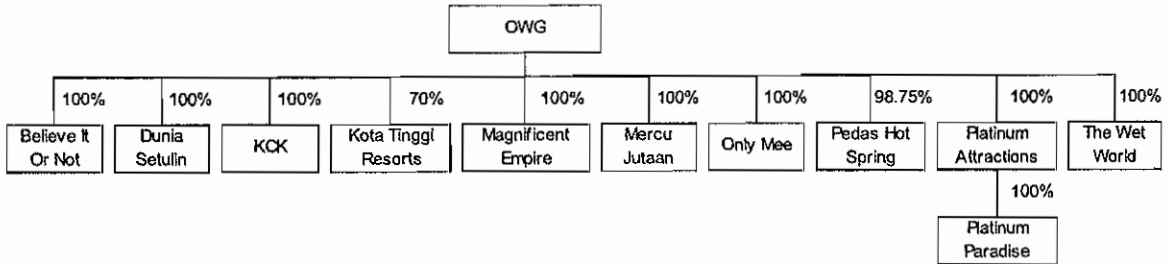 OWG
100% 100% 100% 70% 100% 100% 100% 98.75% 100% 100%
Believe It
Or Not
Dunia
Setulin
KCK
Kota Tinggi
Resorts
Magnificent
Empire
Mercu
Jutaan
Only Mee
Pedas Hot
Spring
Platinum
Attractions
The Wet
World
100%
Platinum
Paradise